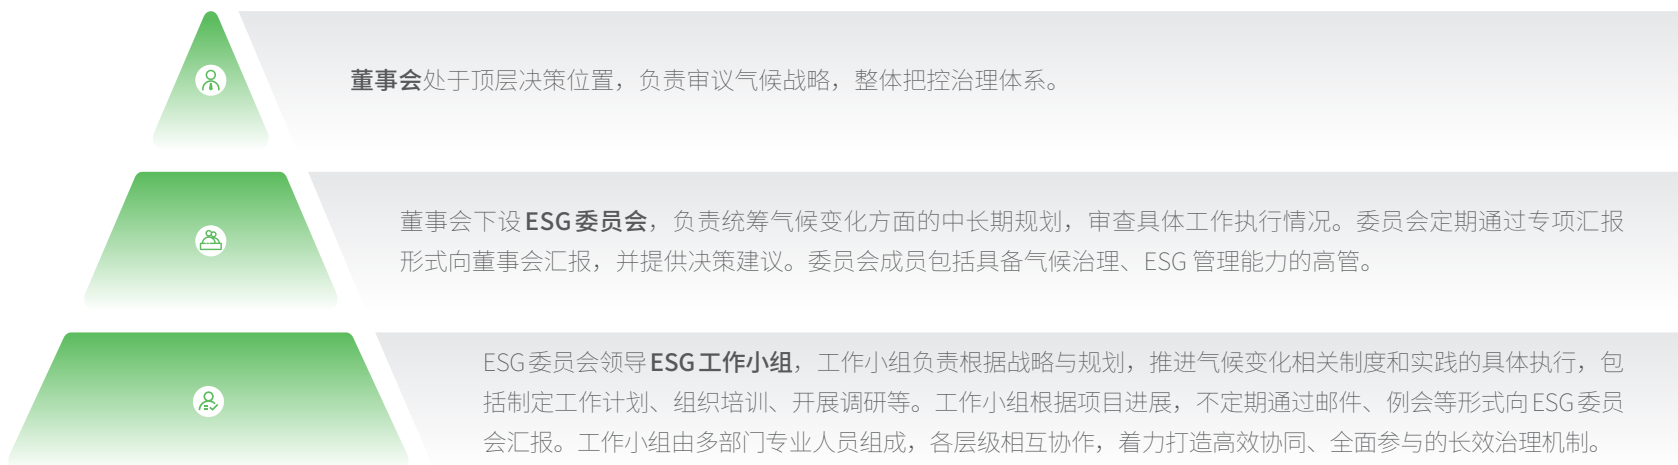 董事会处于顶层决策位置，负责审议气候战略，整体把控治理体系。
董事会下设ESG委员会，负责统筹气候变化方面的中长期规划，审查具体工作执行情况。委员会定期通过专项汇报
形式向董事会汇报，并提供决策建议。委员会成员包括具备气候治理、ESG 管理能力的高管。
ESG委员会领导ESG工作小组，工作小组负责根据战略与规划，推进气候变化相关制度和实践的具体执行，包
括制定工作计划、组织培训、开展调研等。工作小组根据项目进展，不定期通过邮件、例会等形式向ESG委员
会汇报。工作小组由多部门专业人员组成，各层级相互协作，着力打造高效协同、全面参与的长效治理机制。